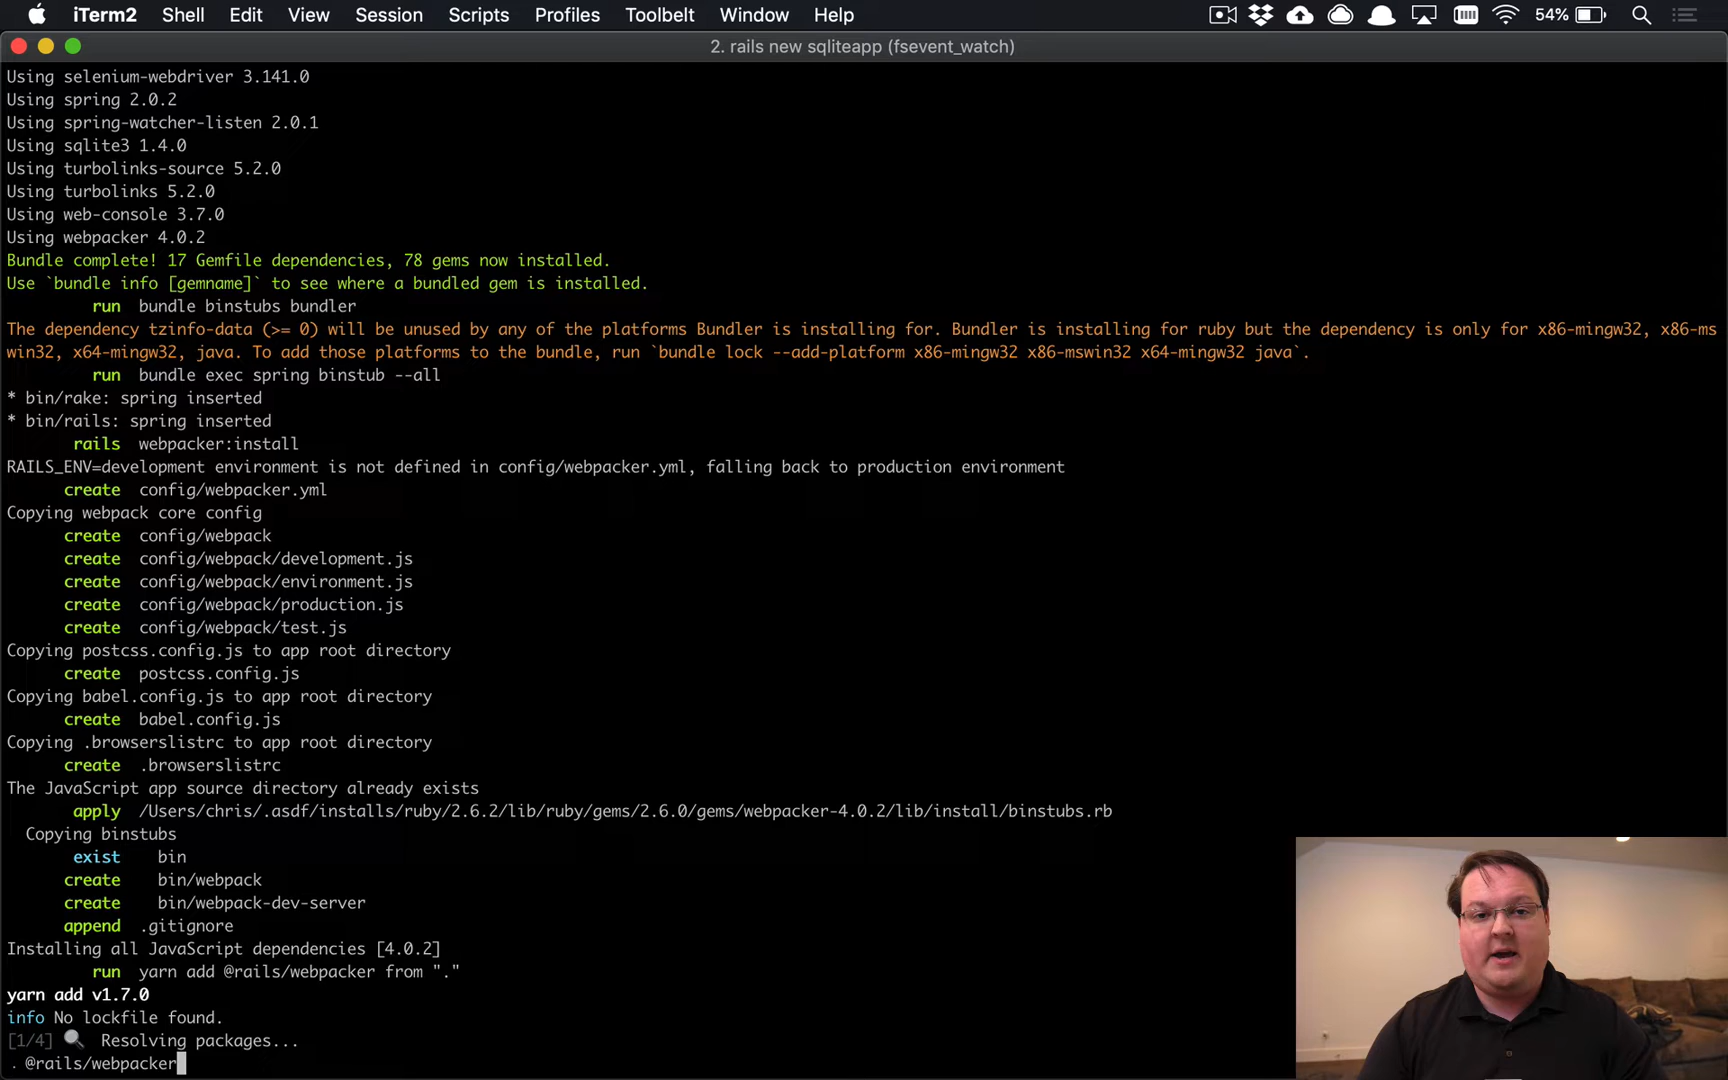 iTerm2 Shell Edit View Session Scripts Profiles Toolbelt Window Help 54%
2. rails new sqliteapp (fsevent_watch)
Using selenium-webdriver 3.141.0
Using spring 2.0.2
Using spring-watcher-listen 2.0.1
Using sqlite3 1.4.0
Using turbolinks-source 5.2.0
Using turbolinks 5.2.0
Using web-console 3.7.0
Using webpacker 4.0.2
Bundle complete! 17 Gemfile dependencies, 78 gems now installed.
Use `bundle info [gemname]` to see where a bundled gem is installed.
run bundle binstubs bundler
The dependency tzinfo-data (>= 0) will be unused by any of the platforms Bundler is installing for. Bundler is installing for ruby but the dependency is only for x86-mingw32, x86-ms
win32, x64-mingw32, java. To add those platforms to the bundle, run `bundle lock --add-platform x86-mingw32 x86-mswin32 x64-mingw32 java`.
run bundle exec spring binstub --all
* bin/rake: spring inserted
* bin/rails: spring inserted
rails webpacker:install
RAILS_ENV=development environment is not defined in config/webpacker.yml, falling back to production environment
create config/webpacker.yml
Copying webpack core config
create config/webpack
create config/webpack/development.js
create config/webpack/environment.js
create config/webpack/production.js
create config/webpack/test.js
Copying postcss.config.js to app root directory
create postcss.config.js
Copying babel.config.js to app root directory
create babel.config.js
Copying .browserslistrc to app root directory
create .browserslistrc
The JavaScript app source directory already exists
apply /Users/chris/.asdf/installs/ruby/2.6.2/lib/ruby/gems/2.6.0/gems/webpacker-4.0.2/lib/install/binstubs.rb
Copying binstubs
exist bin
create bin/webpack
create bin/webpack-dev-server
append .gitignore
Installing all JavaScript dependencies [4.0.2]
run yarn add @rails/webpacker from "."
yarn add v1.7.0
info No lockfile found.
[1/4] Resolving packages...
. @rails/webpacker